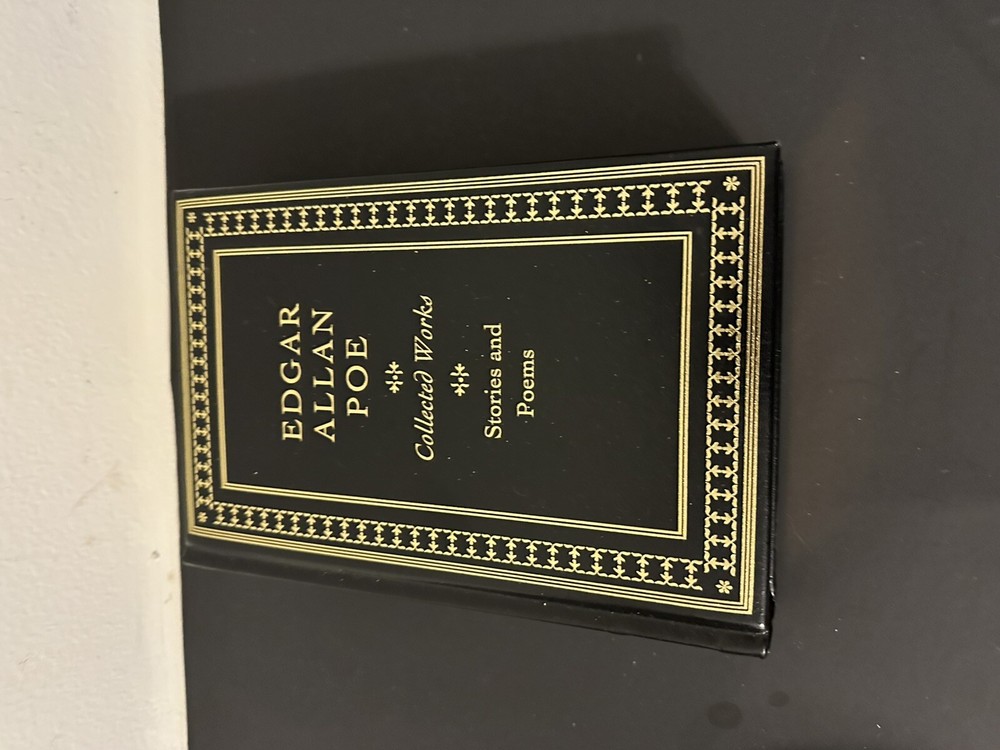 EDGAR
ALLAN
POE
Collected Works
Stories and
Poems